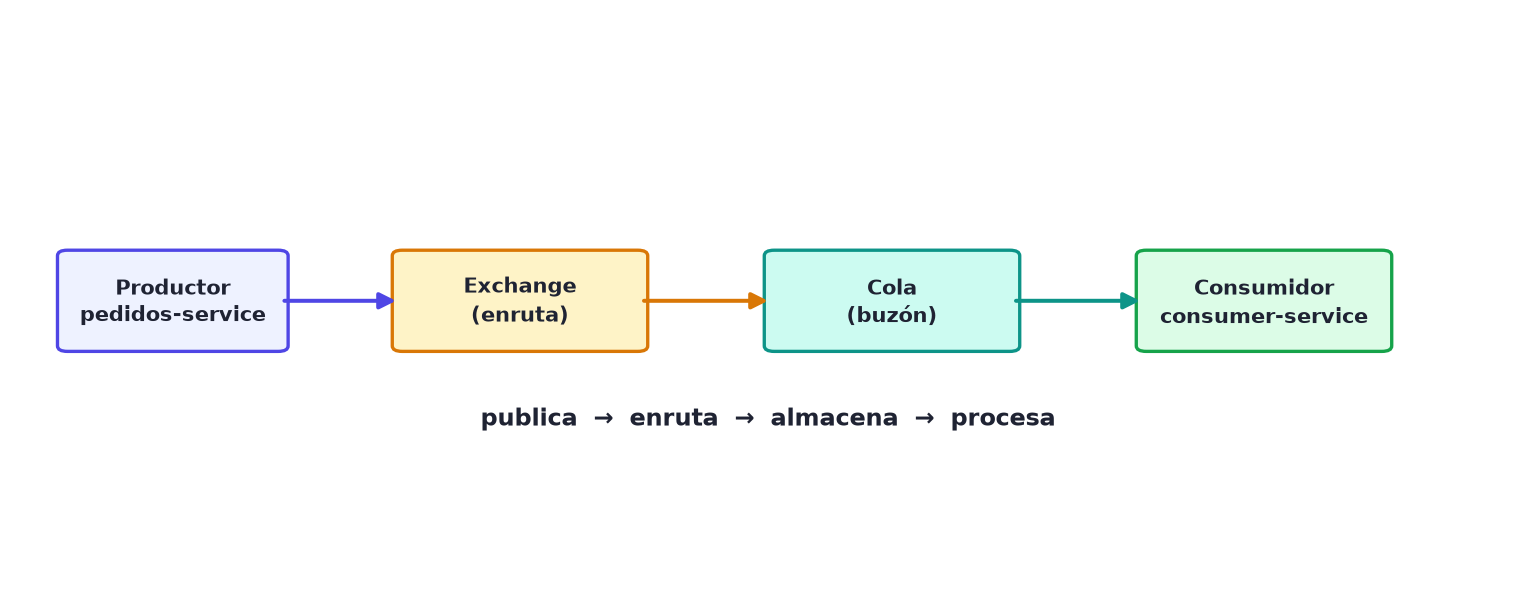 Productor
pedidos-service
Exchange
(enruta)
Cola
(buzón)
Consumidor
consumer-service
publica → enruta → almacena → procesa